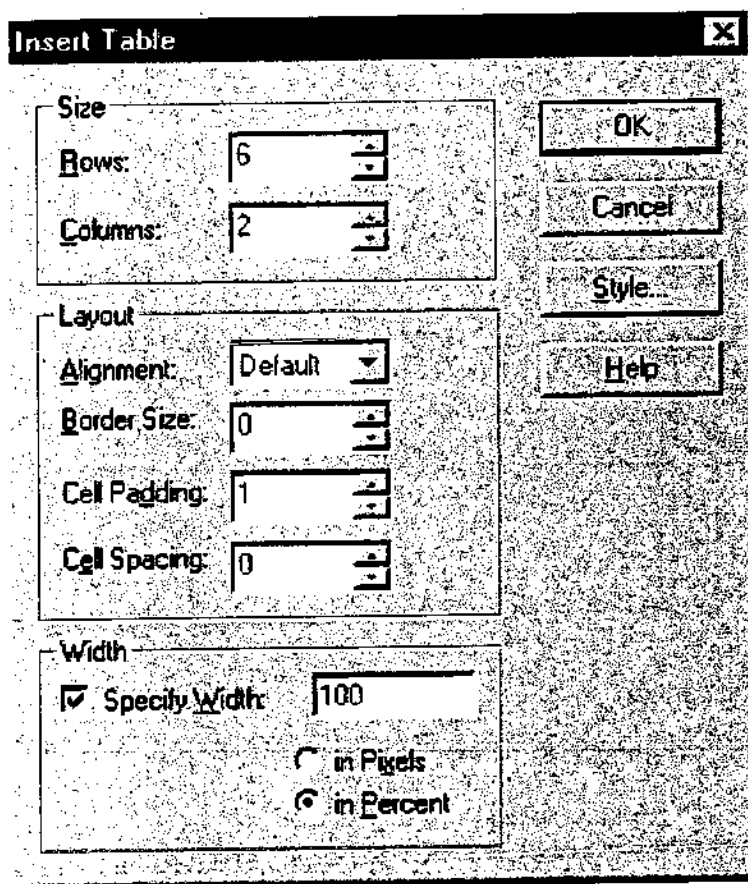 Insert Table
Size
Rows: 6
Columns: 2
Layout
Alignment: Default
Border Size: 0
Cell Padding: 1
Cell Spacing: 0
Width
Specify Width: 100
in Pixels
in Percent
OK
Cancel
Style...
Help